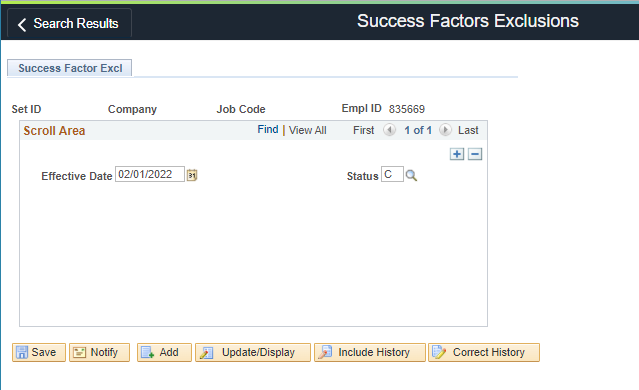 Search Results
Success Factors Exclusions
Success Factor Excl
Set ID Company Job Code Empl ID 835669
Scroll Area Find | View All First 1 of 1 Last
Effective Date 02/01/2022 31 Status C
Save Notify Add Update/Display Include History Correct History